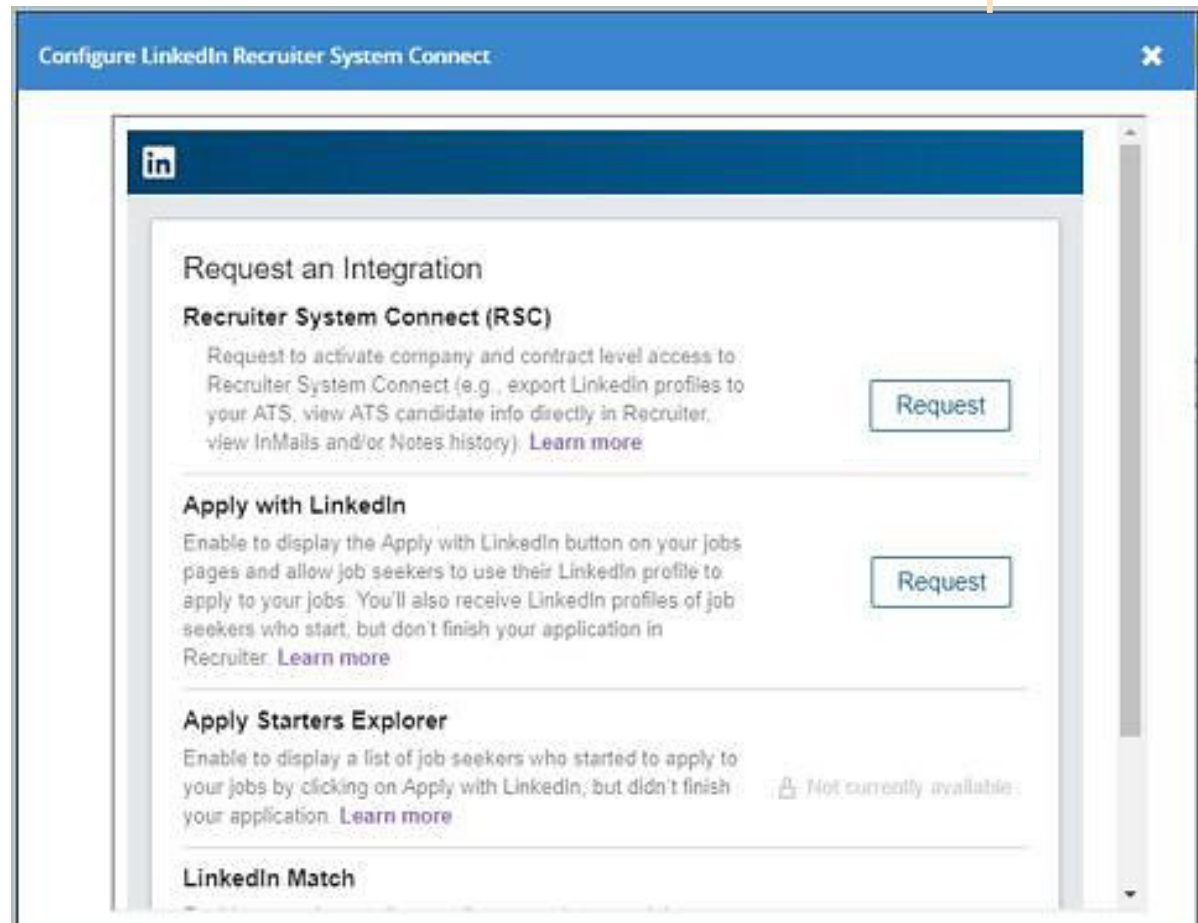 Configure LinkedIn Recruiter System Connect
in
Request an Integration
Recruiter System Connect (RSC)
Request to activate company and contract level access to
Recruiter System Connect (e.g., export LinkedIn profiles to
your ATS, view ATS candidate info directly in Recruiter,
view InMails and/or Notes history). Learn more
Request
Apply with LinkedIn
Enable to display the Apply with LinkedIn button on your jobs
pages and allow job seekers to use their LinkedIn profile to
apply to your jobs. You'll also receive LinkedIn profiles of job
seekers who start, but don't finish your application in
Recruiter. Learn more
Request
Apply Starters Explorer
Enable to display a list of job seekers who started to apply to
your jobs by clicking on Apply with LinkedIn, but didn't finish
your application. Learn more
Not currently available
LinkedIn Match